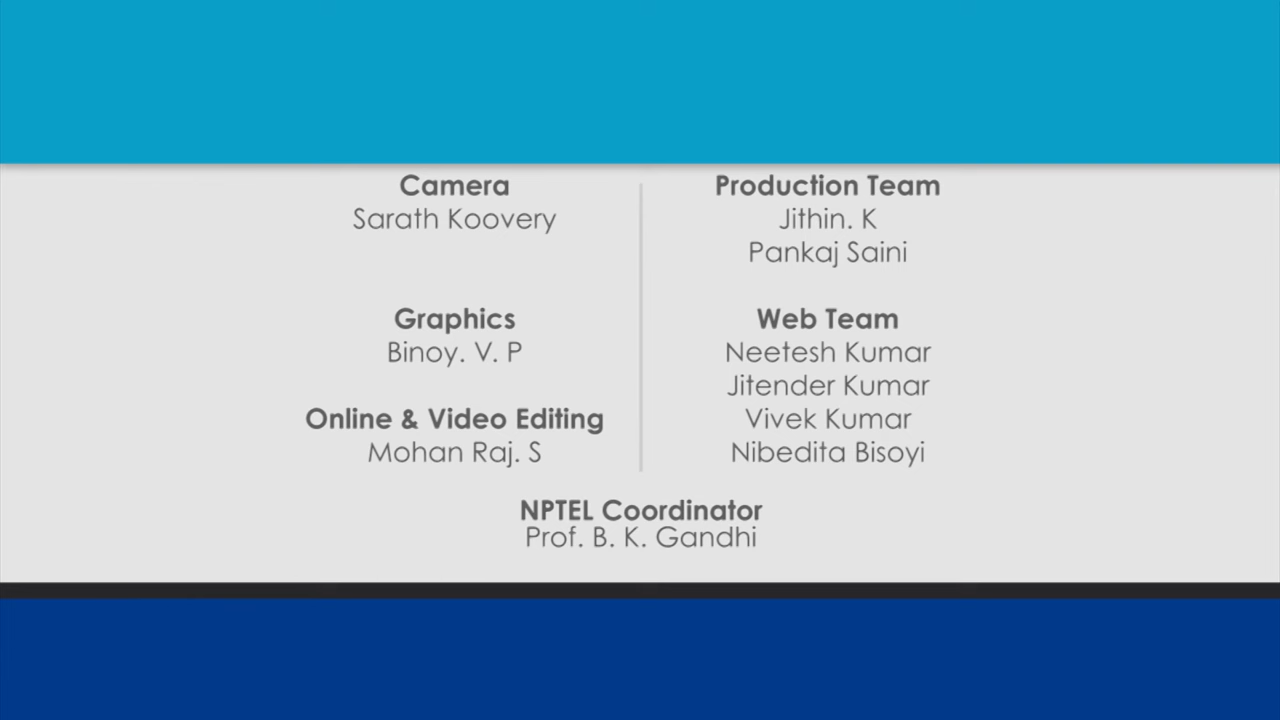 Camera
Sarath Koovery
Graphics
Binoy. V. P
Online & Video Editing
Mohan Raj. S
Production Team
Jithin. K
Pankaj Saini
Web Team
Neetesh Kumar
Jitender Kumar
Vivek Kumar
Nibedita Bisoyi
NPTEL Coordinator
Prof. B. K. Gandhi